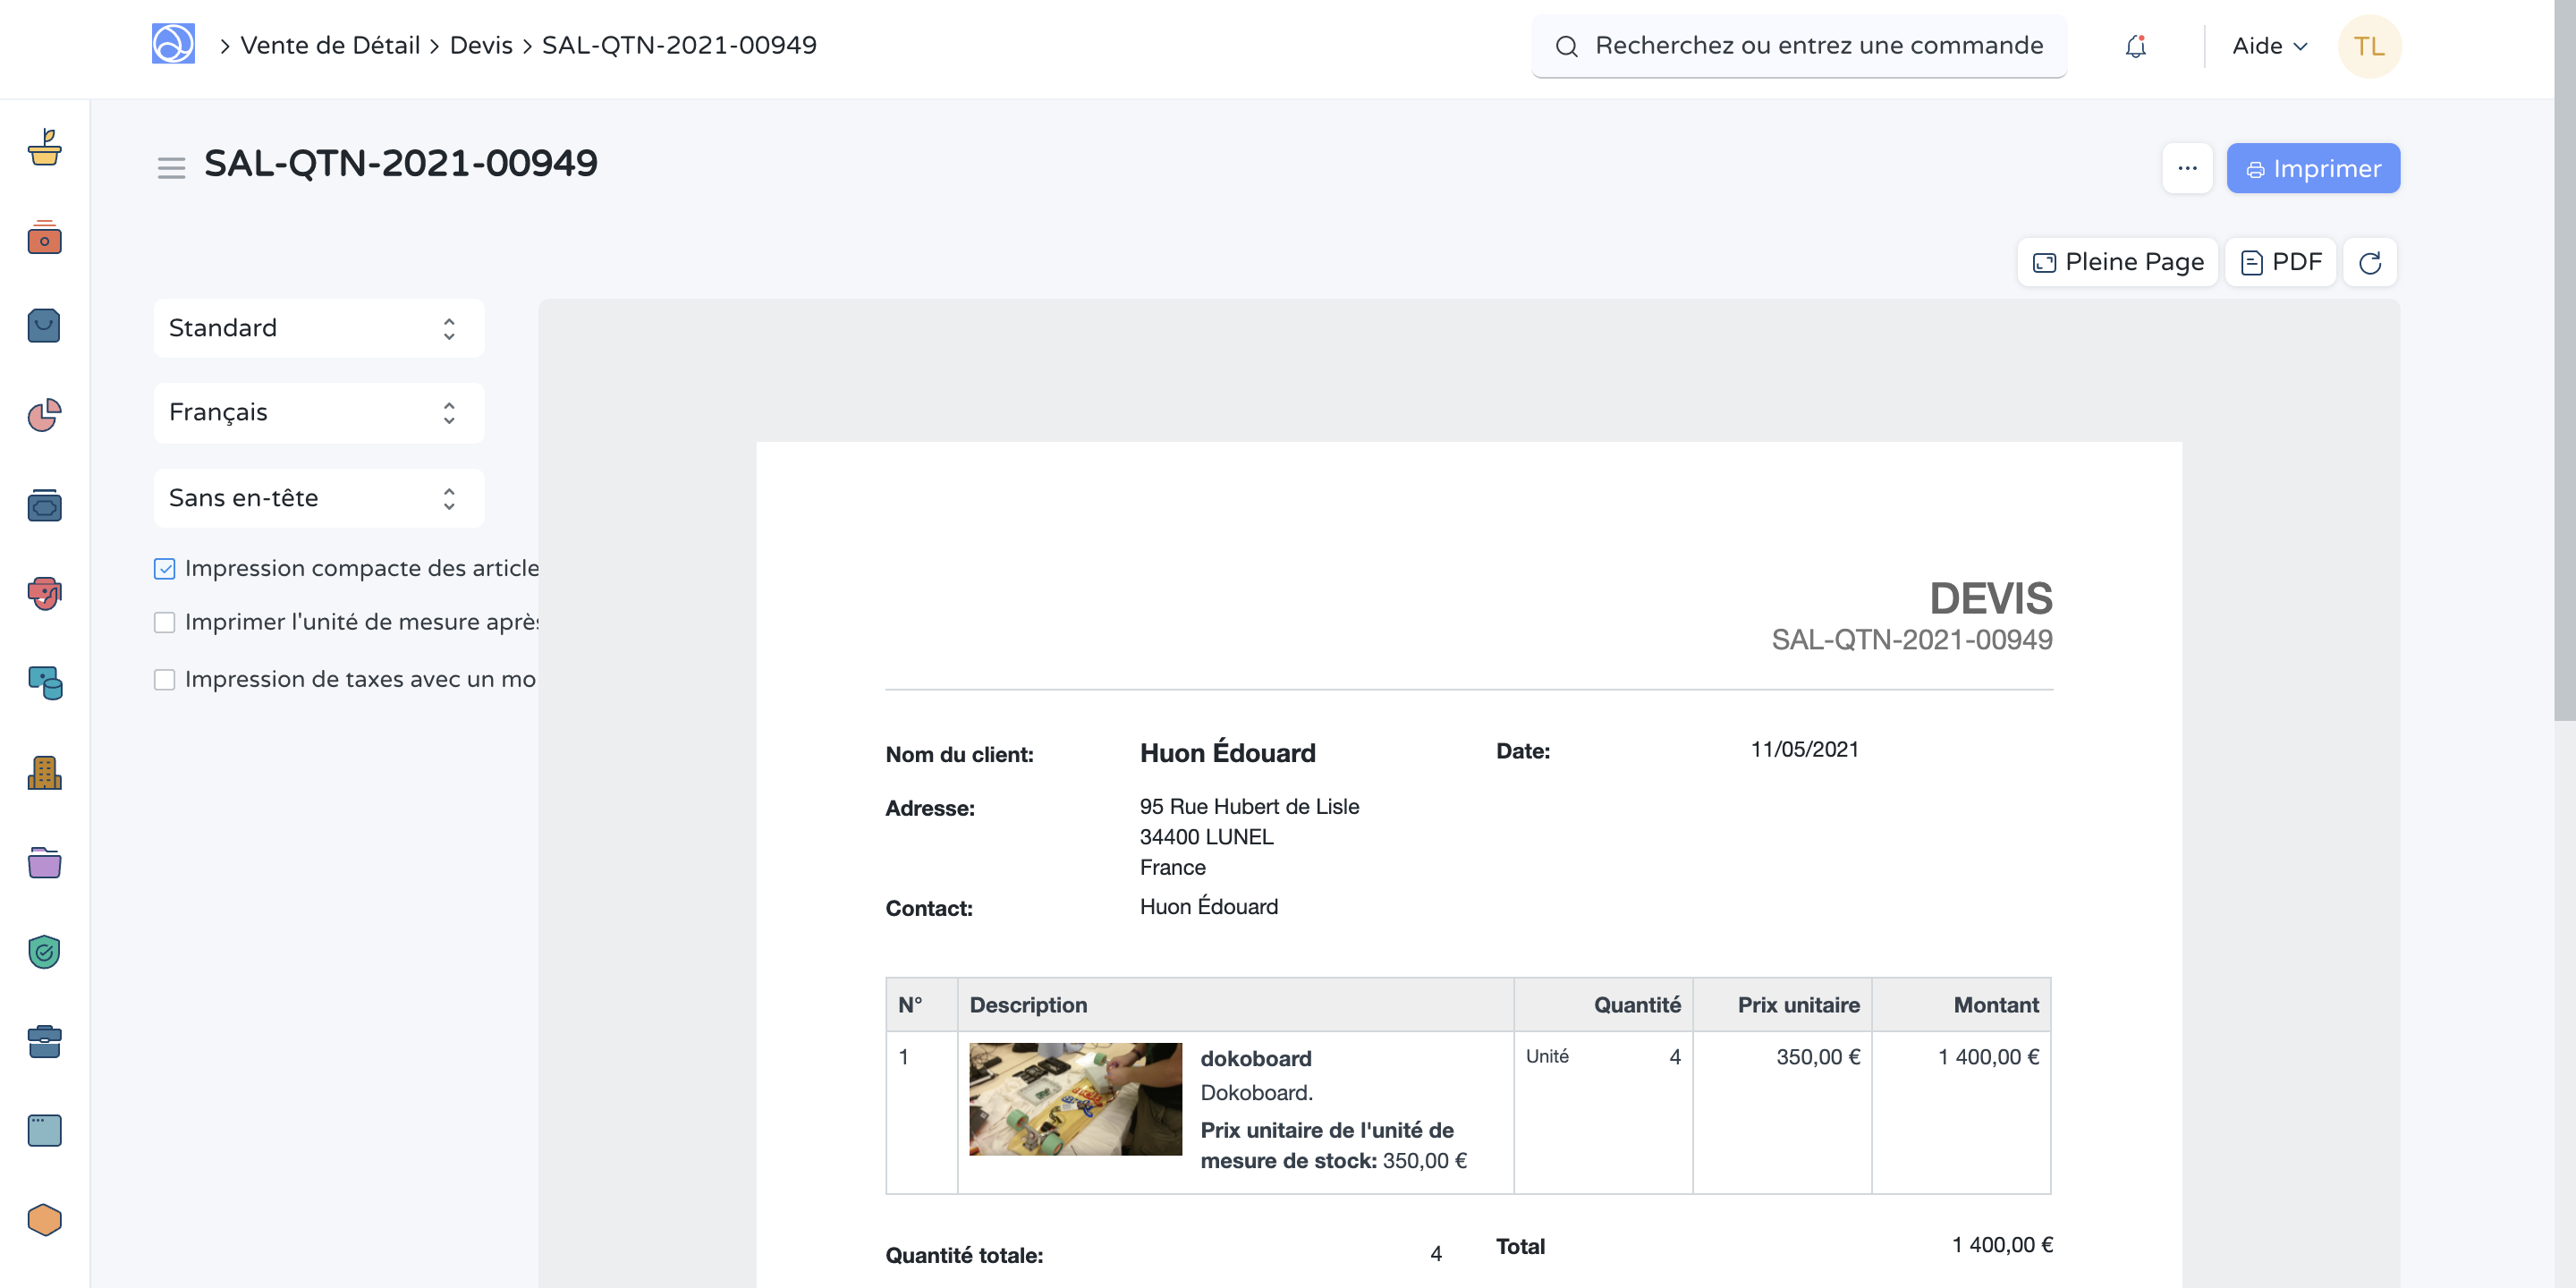 Vente de Détail > Devis > SAL-QTN-2021-00949
Recherchez ou entrez une commande
Aide
TL
SAL-QTN-2021-00949
...
Imprimer
Pleine Page
PDF
Standard
Français
Sans en-tête
Impression compacte des article
Imprimer l'unité de mesure après
Impression de taxes avec un mo
DEVIS
SAL-QTN-2021-00949
Nom du client: Huon Édouard Date: 11/05/2021
Adresse: 95 Rue Hubert de Lisle
34400 LUNEL
France
Contact: Huon Édouard
N° Description Quantité Prix unitaire Montant
1 dokoboard Unité 4 350,00 € 1 400,00 €
Dokoboard.
Prix unitaire de l'unité de
mesure de stock: 350,00 €
Quantité totale: 4 Total 1 400,00 €